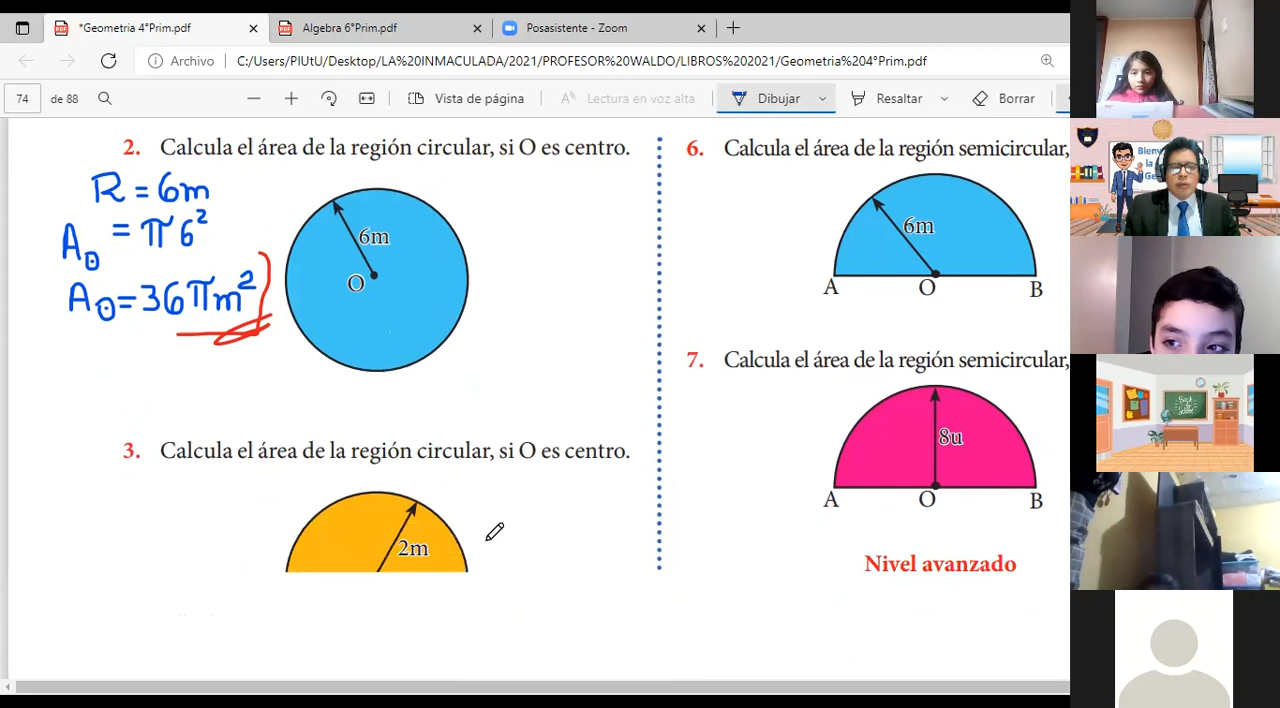 *Geometria 4°Prim.pdf
Algebra 6°Prim.pdf
Posasistente - Zoom
Archivo
C:/Users/PIUtU/Desktop/LA%20INMACULADA/2021/PROFESOR%20WALDO/LIBROS%202021/Geometria%204°Prim.pdf
74 de 88
Vista de página
Lectura en voz alta
Dibujar
Resaltar
Borrar
2. Calcula el área de la región circular, si O es centro.
R = 6m
A⊙ = π6²
A⊙ = 36πm²
6m
O
3. Calcula el área de la región circular, si O es centro.
2m
6. Calcula el área de la región semicircular,
6m
A O B
7. Calcula el área de la región semicircular,
8u
A O B
Nivel avanzado